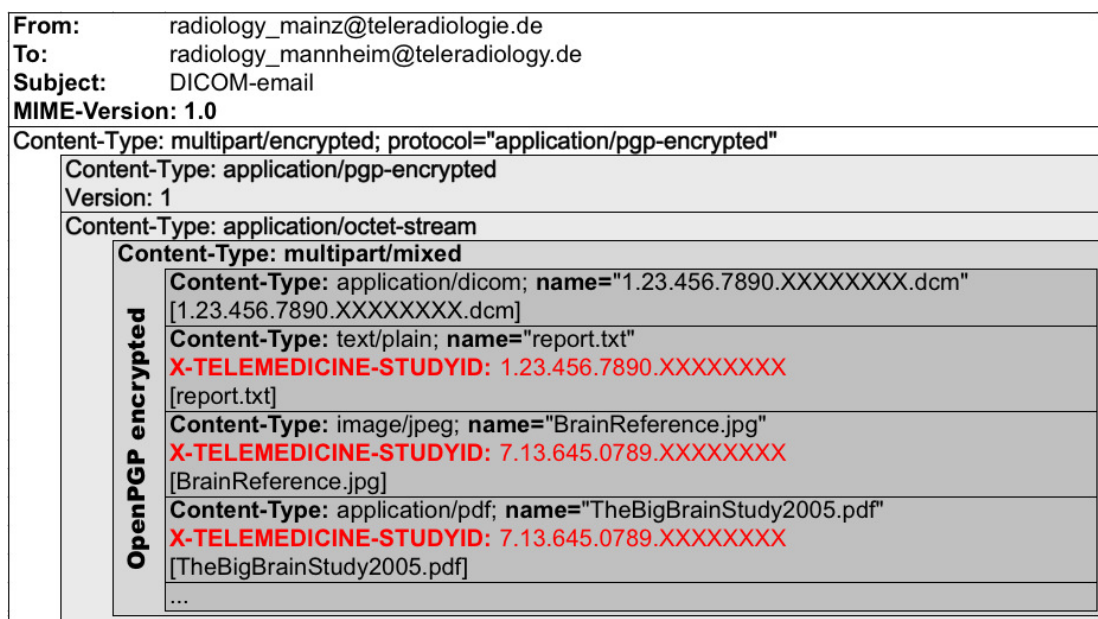 From: radiology_mainz@teleradiologie.de
To: radiology_mannheim@teleradiology.de
Subject: DICOM-email
MIME-Version: 1.0
Content-Type: multipart/encrypted; protocol="application/pgp-encrypted"
Content-Type: application/pgp-encrypted
Version: 1
Content-Type: application/octet-stream
Content-Type: multipart/mixed
OpenPGP encrypted
Content-Type: application/dicom; name="1.23.456.7890.XXXXXXXX.dcm"
[1.23.456.7890.XXXXXXXX.dcm]
Content-Type: text/plain; name="report.txt"
X-TELEMEDICINE-STUDYID: 1.23.456.7890.XXXXXXXX
[report.txt]
Content-Type: image/jpeg; name="BrainReference.jpg"
X-TELEMEDICINE-STUDYID: 7.13.645.0789.XXXXXXXX
[BrainReference.jpg]
Content-Type: application/pdf; name="TheBigBrainStudy2005.pdf"
X-TELEMEDICINE-STUDYID: 7.13.645.0789.XXXXXXXX
[TheBigBrainStudy2005.pdf]
...